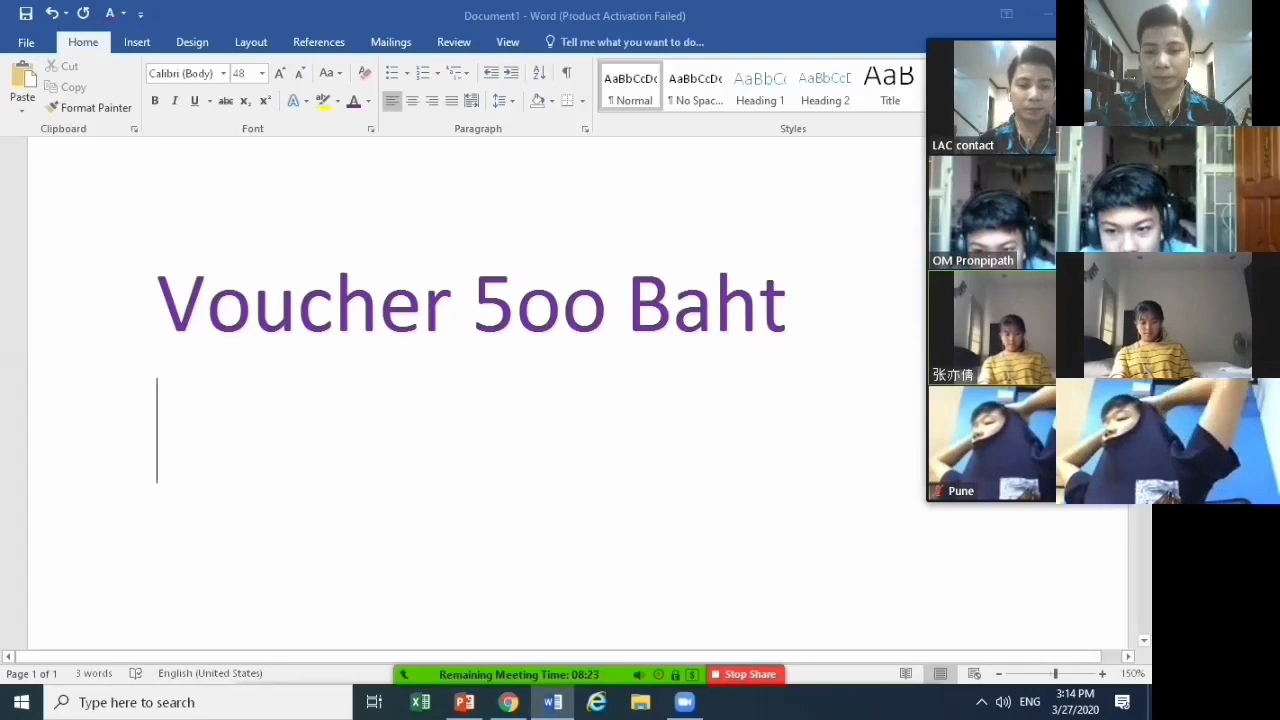 Document1 - Word (Product Activation Failed)
File
Home
Insert
Design
Layout
References
Mailings
Review
View
Tell me what you want to do...
Paste
Cut
Copy
Format Painter
Clipboard
Calibri (Body)
48
Font
Paragraph
AaBbCcDc
¶ Normal
AaBbCcDc
¶ No Spac...
AaBbCc
Heading 1
AaBbCcD
Heading 2
AaB
Title
Styles
LAC contact
OM Pronpipath
张亦倩
Pune
Voucher 5oo Baht
Page 1 of 1
3 words
English (United States)
Remaining Meeting Time: 08:23
Stop Share
150%
Type here to search
ENG
3:14 PM
3/27/2020